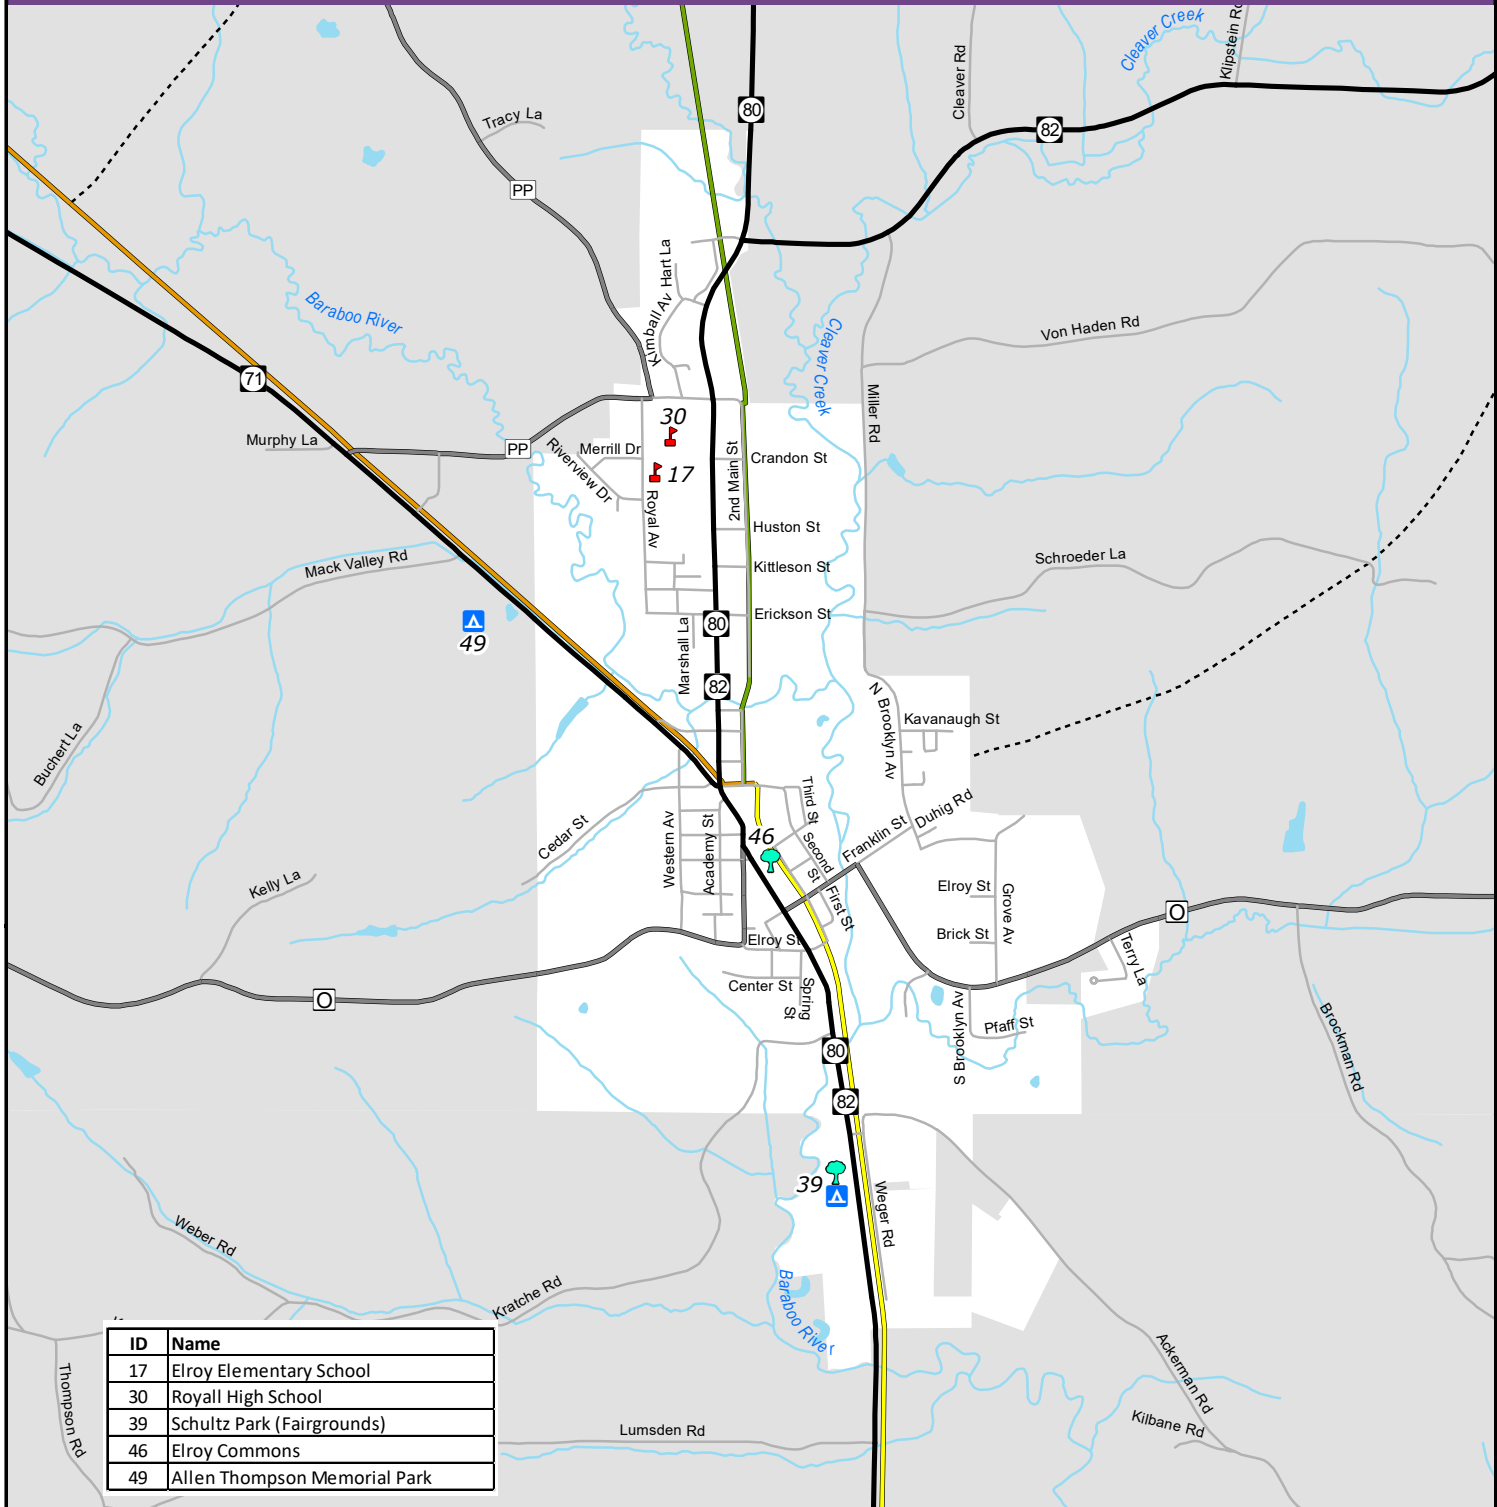 Cleaver Creek
Klipstein Rd
Cleaver Rd
80
82
Tracy La
PP
Hart La
Kimball Av
Baraboo River
Cleaver Creek
Von Haden Rd
71
Miller Rd
30
Murphy La
PP
Merrill Dr
Riverview Dr
17
Royal Av
2nd Main St
Crandon St
Huston St
Kittleson St
Erickson St
Schroeder La
Mack Valley Rd
49
80
Marshall La
82
N Brooklyn Av
Kavanaugh St
Buchert La
Cedar St
Western Av
Academy St
46
Third St
Second St
Franklin St
Duhig Rd
First St
Kelly La
Elroy St
Grove Av
Brick St
O
Terry La
Elroy St
Center St
Spring St
O
S Brooklyn Av
Pfaff St
Brockman Rd
80
82
39
Weger Rd
Weber Rd
Kratche Rd
Baraboo River
Ackerman Rd
Kilbane Rd
Lumsden Rd
Thompson Rd
ID Name
17 Elroy Elementary School
30 Royall High School
39 Schultz Park (Fairgrounds)
46 Elroy Commons
49 Allen Thompson Memorial Park